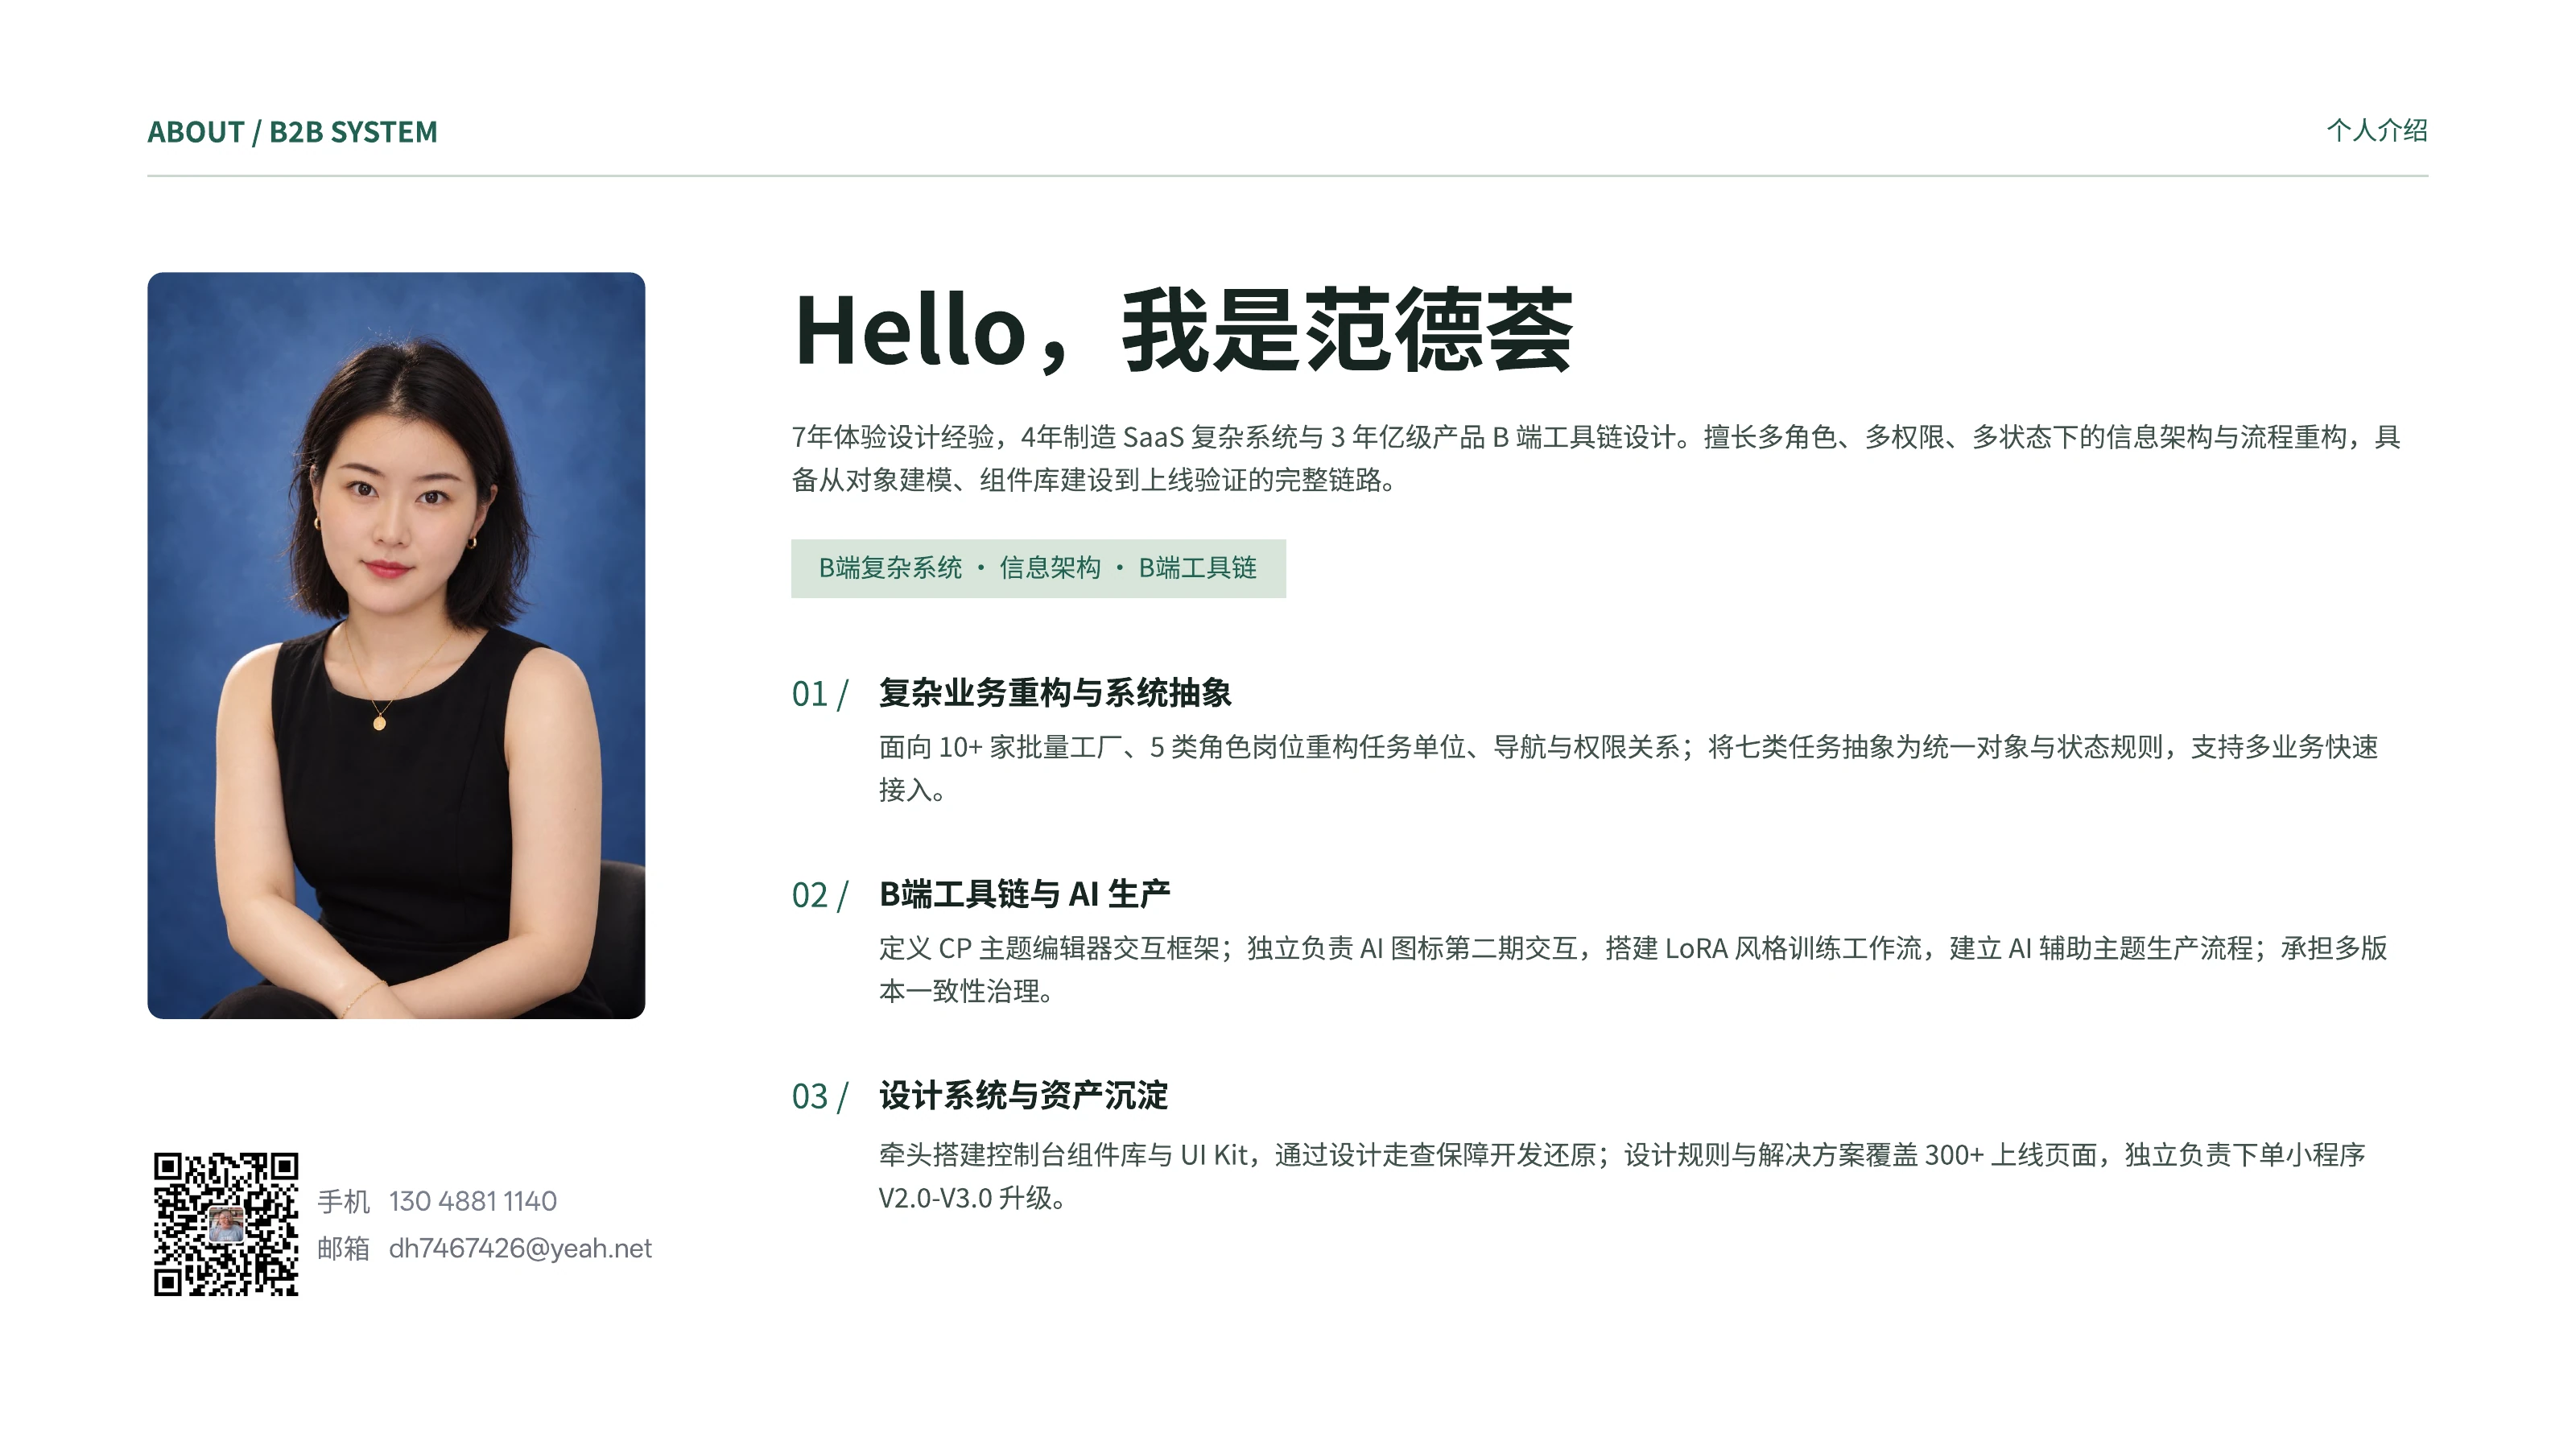 ABOUT / B2B SYSTEM
个人介绍
Hello，我是范德荟
7年体验设计经验，4年制造 SaaS 复杂系统与 3 年亿级产品 B 端工具链设计。擅长多角色、多权限、多状态下的信息架构与流程重构，具
备从对象建模、组件库建设到上线验证的完整链路。
B端复杂系统 · 信息架构 · B端工具链
01 / 复杂业务重构与系统抽象
面向 10+ 家批量工厂、5 类角色岗位重构任务单位、导航与权限关系；将七类任务抽象为统一对象与状态规则，支持多业务快速
接入。
02 / B端工具链与 AI 生产
定义 CP 主题编辑器交互框架；独立负责 AI 图标第二期交互，搭建 LoRA 风格训练工作流，建立 AI 辅助主题生产流程；承担多版
本一致性治理。
03 / 设计系统与资产沉淀
牵头搭建控制台组件库与 UI Kit，通过设计走查保障开发还原；设计规则与解决方案覆盖 300+ 上线页面，独立负责下单小程序
V2.0-V3.0 升级。
手机 130 4881 1140
邮箱 dh7467426@yeah.net